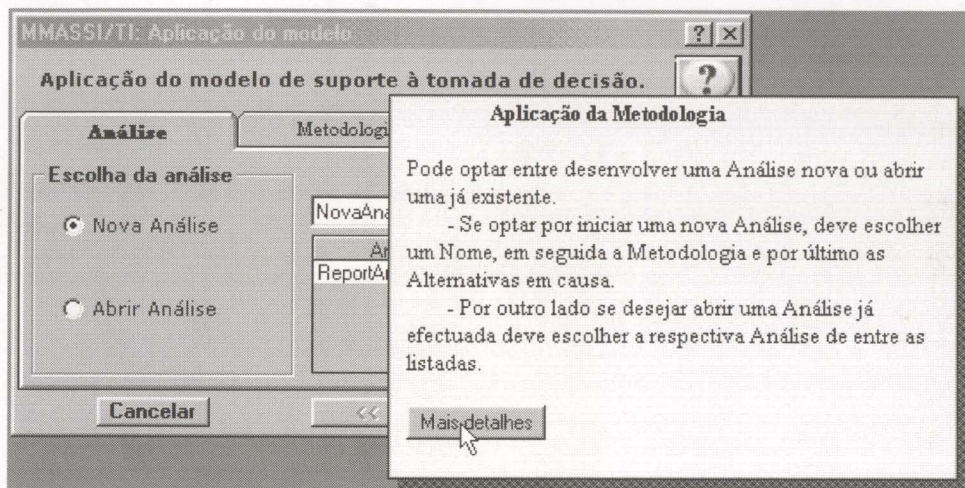 MMASSI/TI: Aplicação do modelo
Aplicação do modelo de suporte à tomada de decisão.
Análise
Metodologi
Escolha da análise
Nova Análise
Abrir Análise
NovaAna
An
ReportAn
Cancelar
<<
Aplicação da Metodologia
Pode optar entre desenvolver uma Análise nova ou abrir
uma já existente.
- Se optar por iniciar uma nova Análise, deve escolher
um Nome, em seguida a Metodologia e por último as
Alternativas em causa.
- Por outro lado se desejar abrir uma Análise já
efectuada deve escolher a respectiva Análise de entre as
listadas.
Mais detalhes